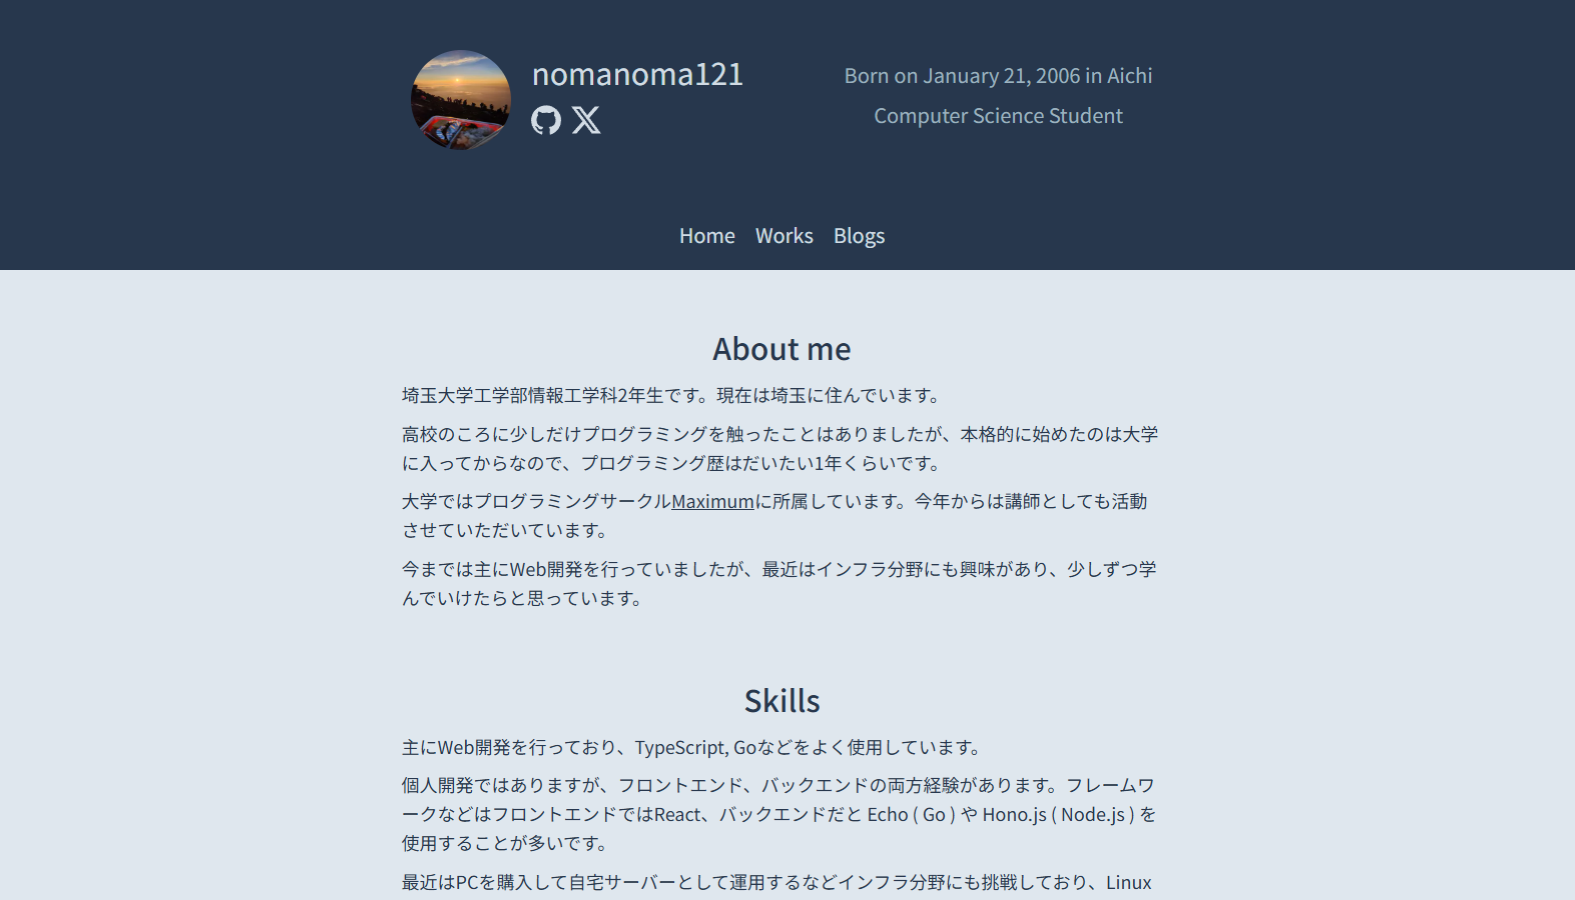 nomanoma121
Born on January 21, 2006 in Aichi
Computer Science Student
Home Works Blogs
About me
埼玉大学工学部情報工学科2年生です。現在は埼玉に住んでいます。
高校のころに少しだけプログラミングを触ったことはありましたが、本格的に始めたのは大学
に入ってからなので、プログラミング歴はだいたい1年くらいです。
大学ではプログラミングサークルMaximumに所属しています。今年からは講師としても活動
させていただいています。
今までは主にWeb開発を行っていましたが、最近はインフラ分野にも興味があり、少しずつ学
んでいけたらと思っています。
Skills
主にWeb開発を行っており、TypeScript, Goなどをよく使用しています。
個人開発ではありますが、フロントエンド、バックエンドの両方経験があります。フレームワ
ークなどはフロントエンドではReact、バックエンドだと Echo ( Go ) や Hono.js ( Node.js ) を
使用することが多いです。
最近はPCを購入して自宅サーバーとして運用するなどインフラ分野にも挑戦しており、Linux